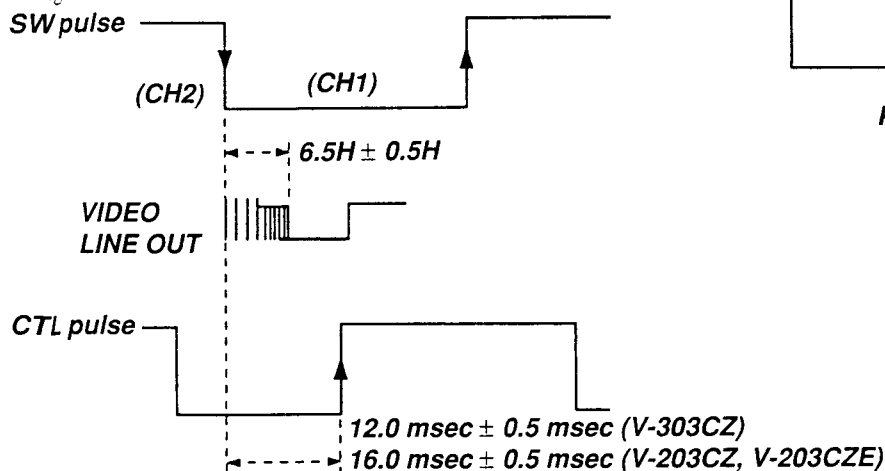 SW pulse
(CH2)
(CH1)
6.5H ± 0.5H
VIDEO
LINE OUT
CTL pulse
12.0 msec ± 0.5 msec (V-303CZ)
16.0 msec ± 0.5 msec (V-203CZ, V-203CZE)